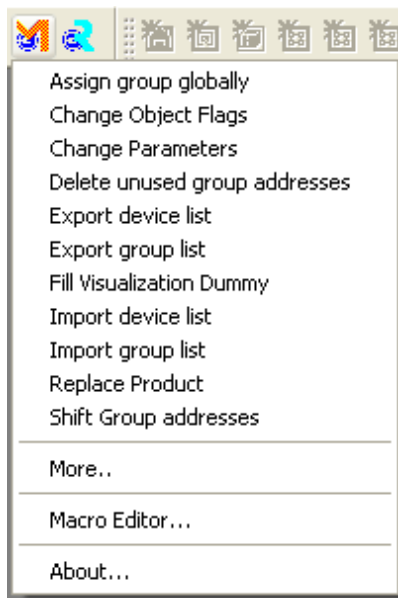 Assign group globally
Change Object Flags
Change Parameters
Delete unused group addresses
Export device list
Export group list
Fill Visualization Dummy
Import device list
Import group list
Replace Product
Shift Group addresses
More..
Macro Editor...
About...